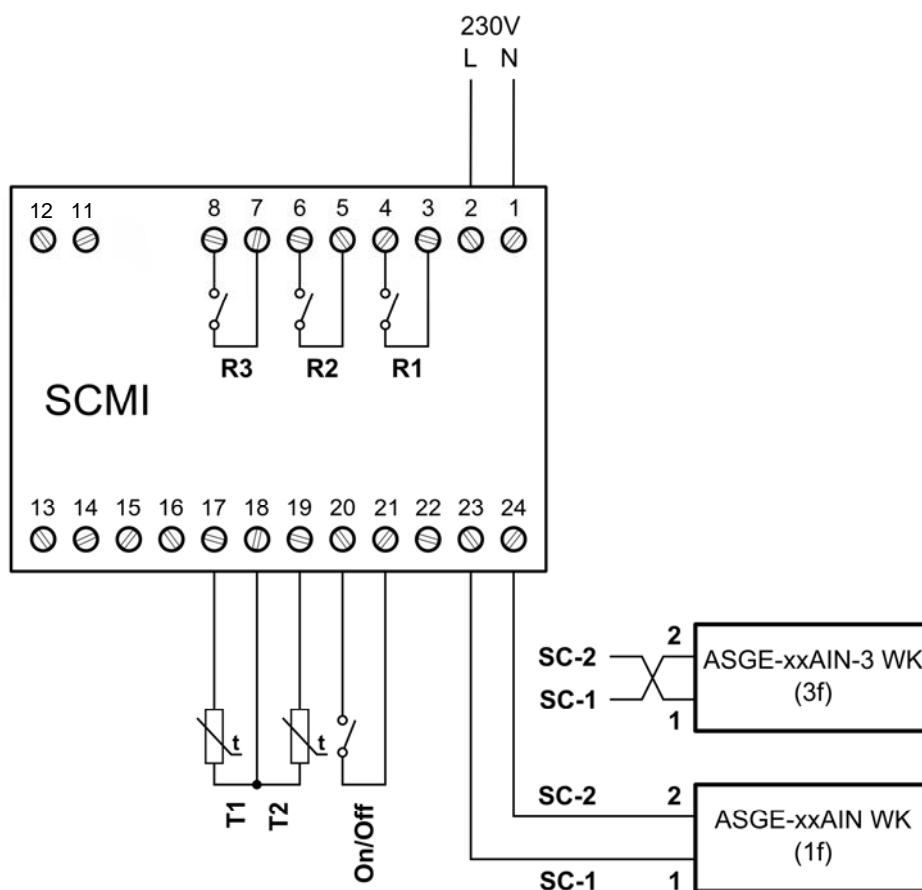 230V
L N
12 11 8 7 6 5 4 3 2 1
R3 R2 R1
SCMI
13 14 15 16 17 18 19 20 21 22 23 24
t t
T1 T2 On/Off
SC-2 2
ASGE-xxAIN-3 WK
(3f)
SC-1 1
SC-2 2
ASGE-xxAIN WK
(1f)
SC-1 1